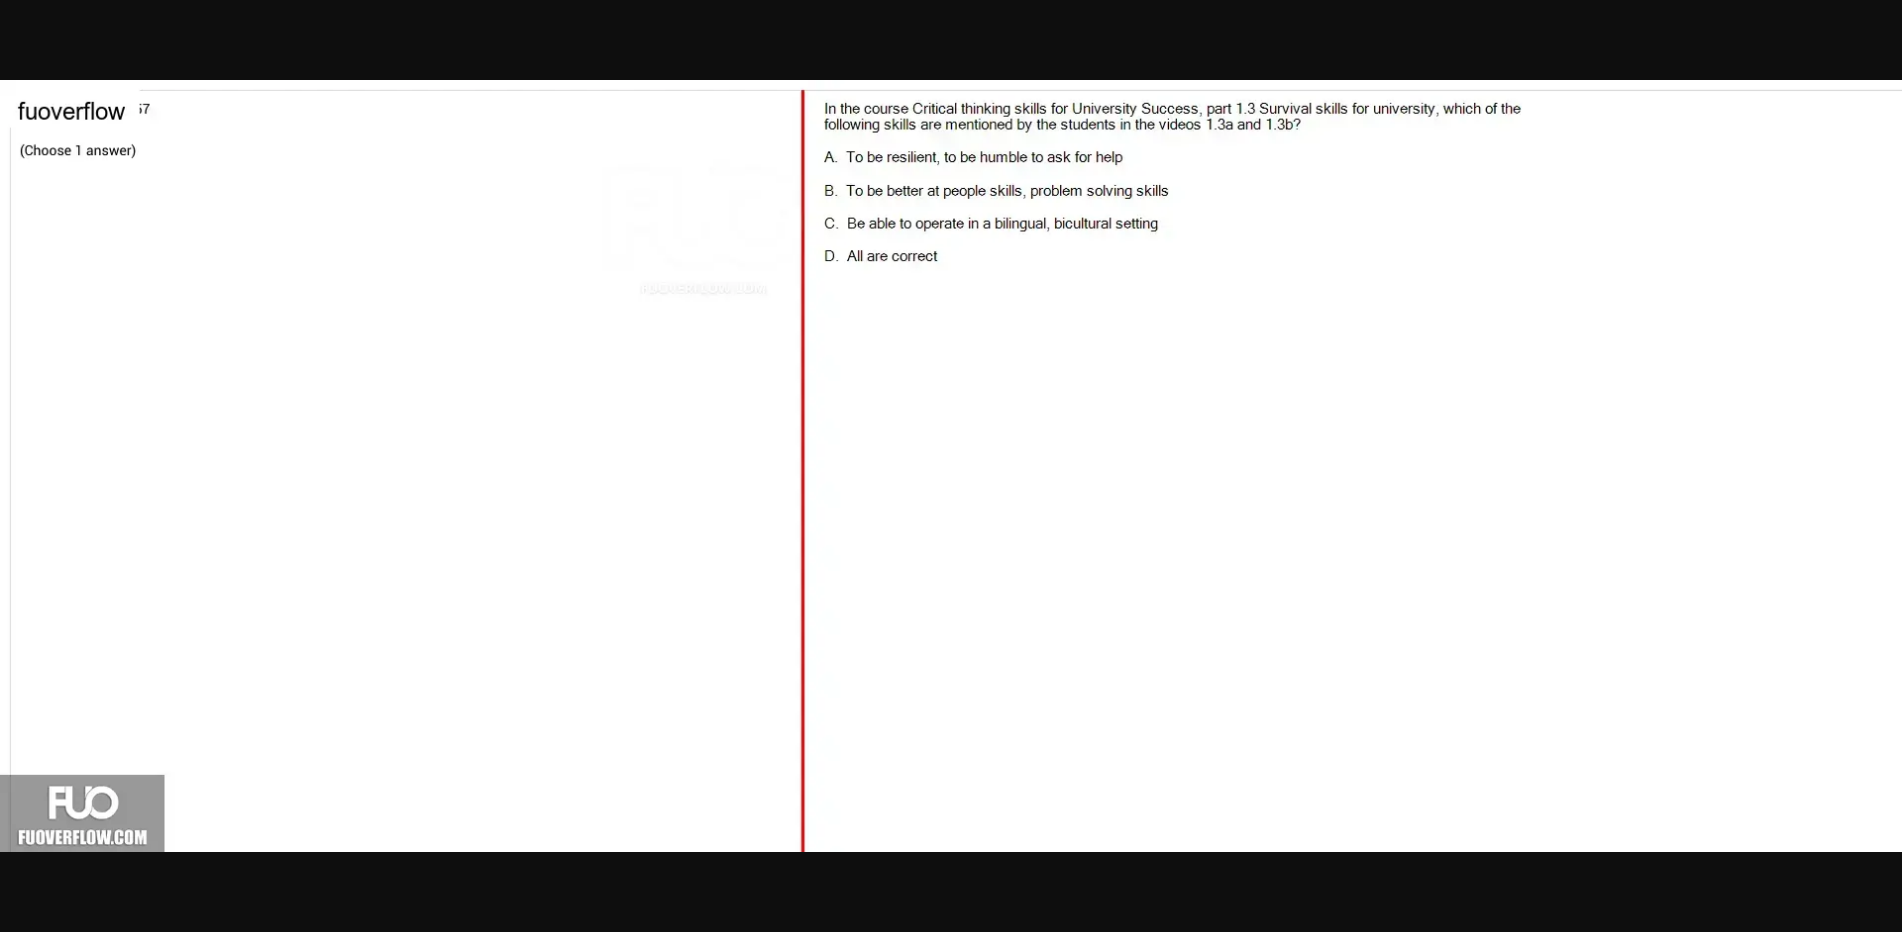 fuoverflow 57
(Choose 1 answer)
In the course Critical thinking skills for University Success, part 1.3 Survival skills for university, which of the
following skills are mentioned by the students in the videos 1.3a and 1.3b?
A. To be resilient, to be humble to ask for help
B. To be better at people skills, problem solving skills
C. Be able to operate in a bilingual, bicultural setting
D. All are correct
FUO
FUOVERFLOW.COM
FUO
FUOVERFLOW.COM